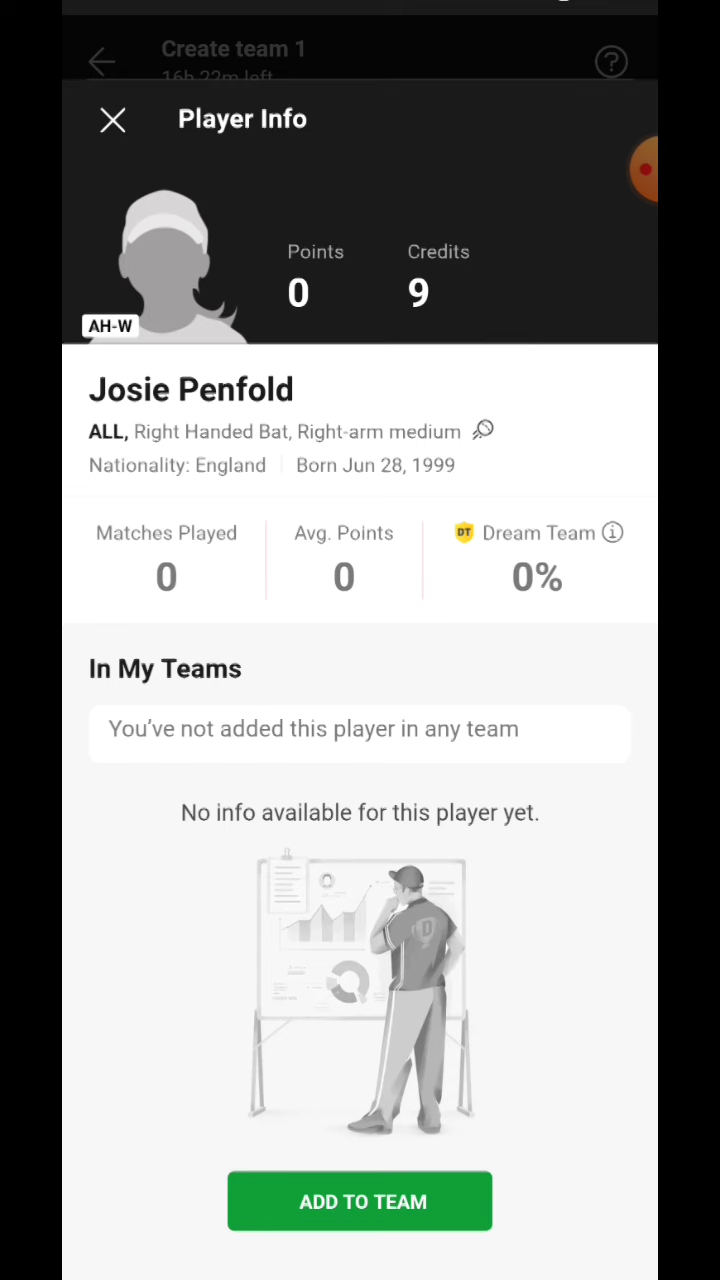 Create team 1
16h 22m left
Player Info
Points
Credits
0
9
AH-W
Josie Penfold
ALL, Right Handed Bat, Right-arm medium
Nationality: England
Born Jun 28, 1999
Matches Played
Avg. Points
DT Dream Team
0
0
0%
In My Teams
You’ve not added this player in any team
No info available for this player yet.
D
ADD TO TEAM